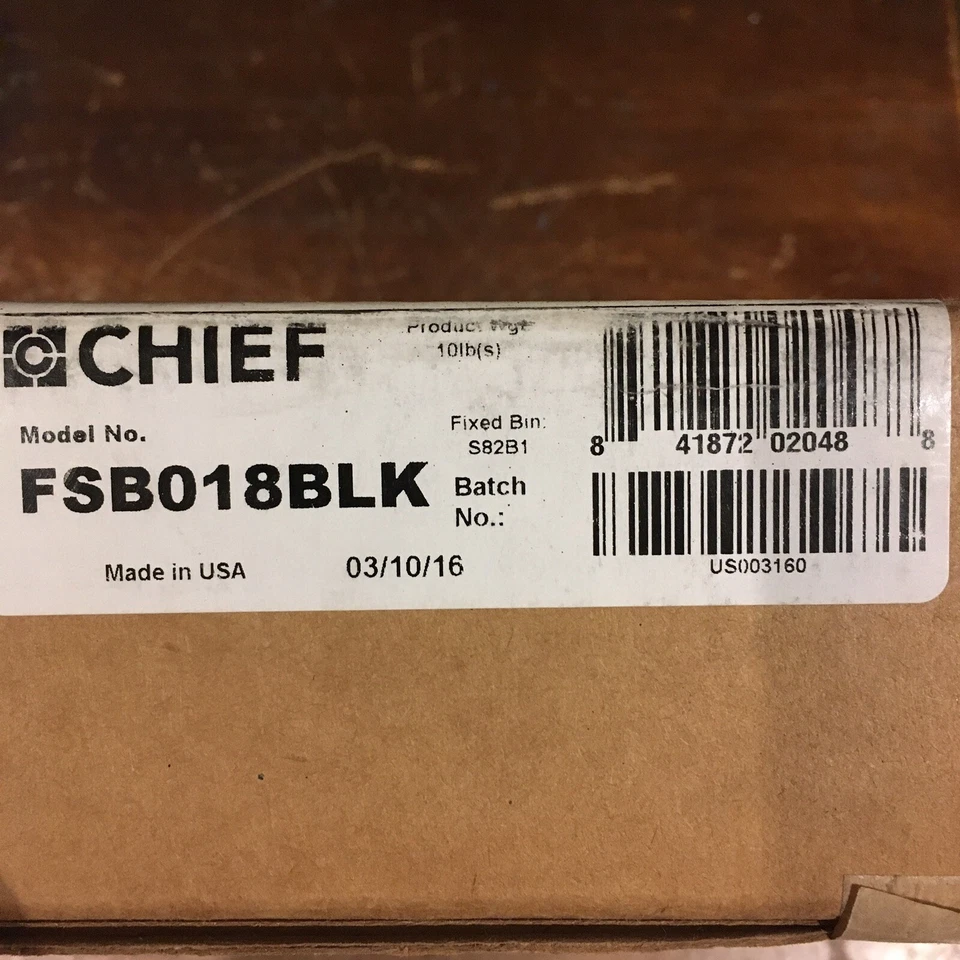 CHIEF
Product Wgt
10lb(s)
Model No.
FSB018BLK
Fixed Bin:
S82B1
Batch
No.:
Made in USA
03/10/16
8 41872 02048 8
US003160